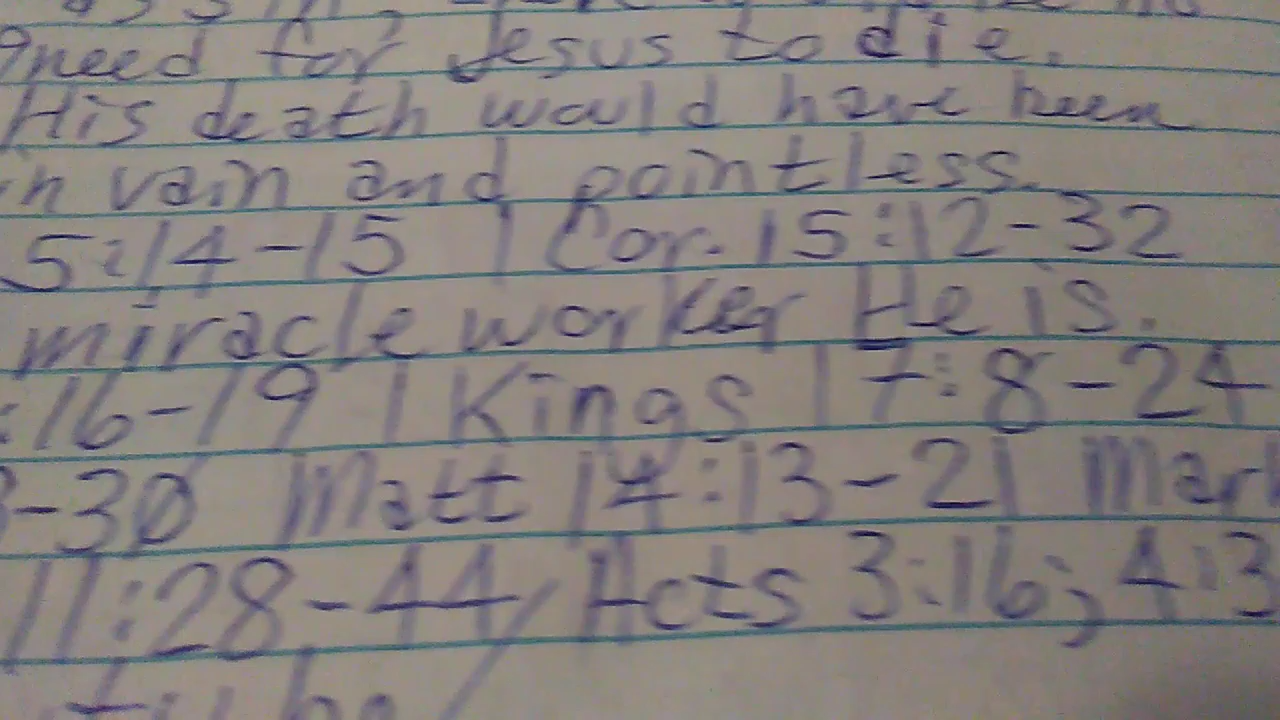 need for Jesus to die.
His death would have been
in vain and pointless.
5:14-15 1 Cor. 15:12-32
miracle worker He is.
:16-19 1 Kings 17:8-24
-30 Matt 14:13-21 Mark
11:28-44, Acts 3:16; 4:3